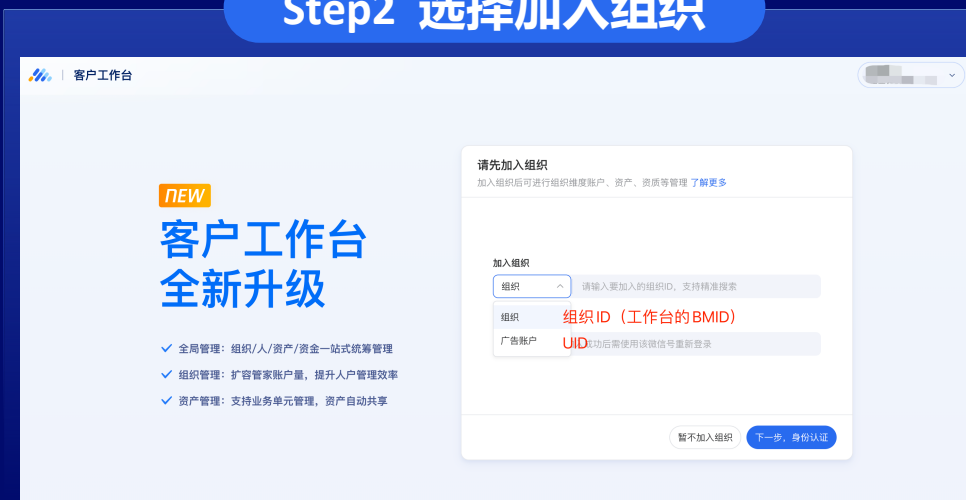 Step2 选择加入组织
客户工作台
请先加入组织
加入组织后可进行组织维度账户、资产、资质等管理 了解更多
NEW
客户工作台
全新升级
全局管理：组织/人/资产/资金一站式统筹管理
组织管理：扩容管家账户量，提升人户管理效率
资产管理：支持业务单元管理，资产自动共享
加入组织
组织
请输入要加入的组织ID，支持精准搜索
组织
组织ID（工作台的BMID）
广告账户
UID
成功后需使用该微信号重新登录
暂不加入组织
下一步，身份认证